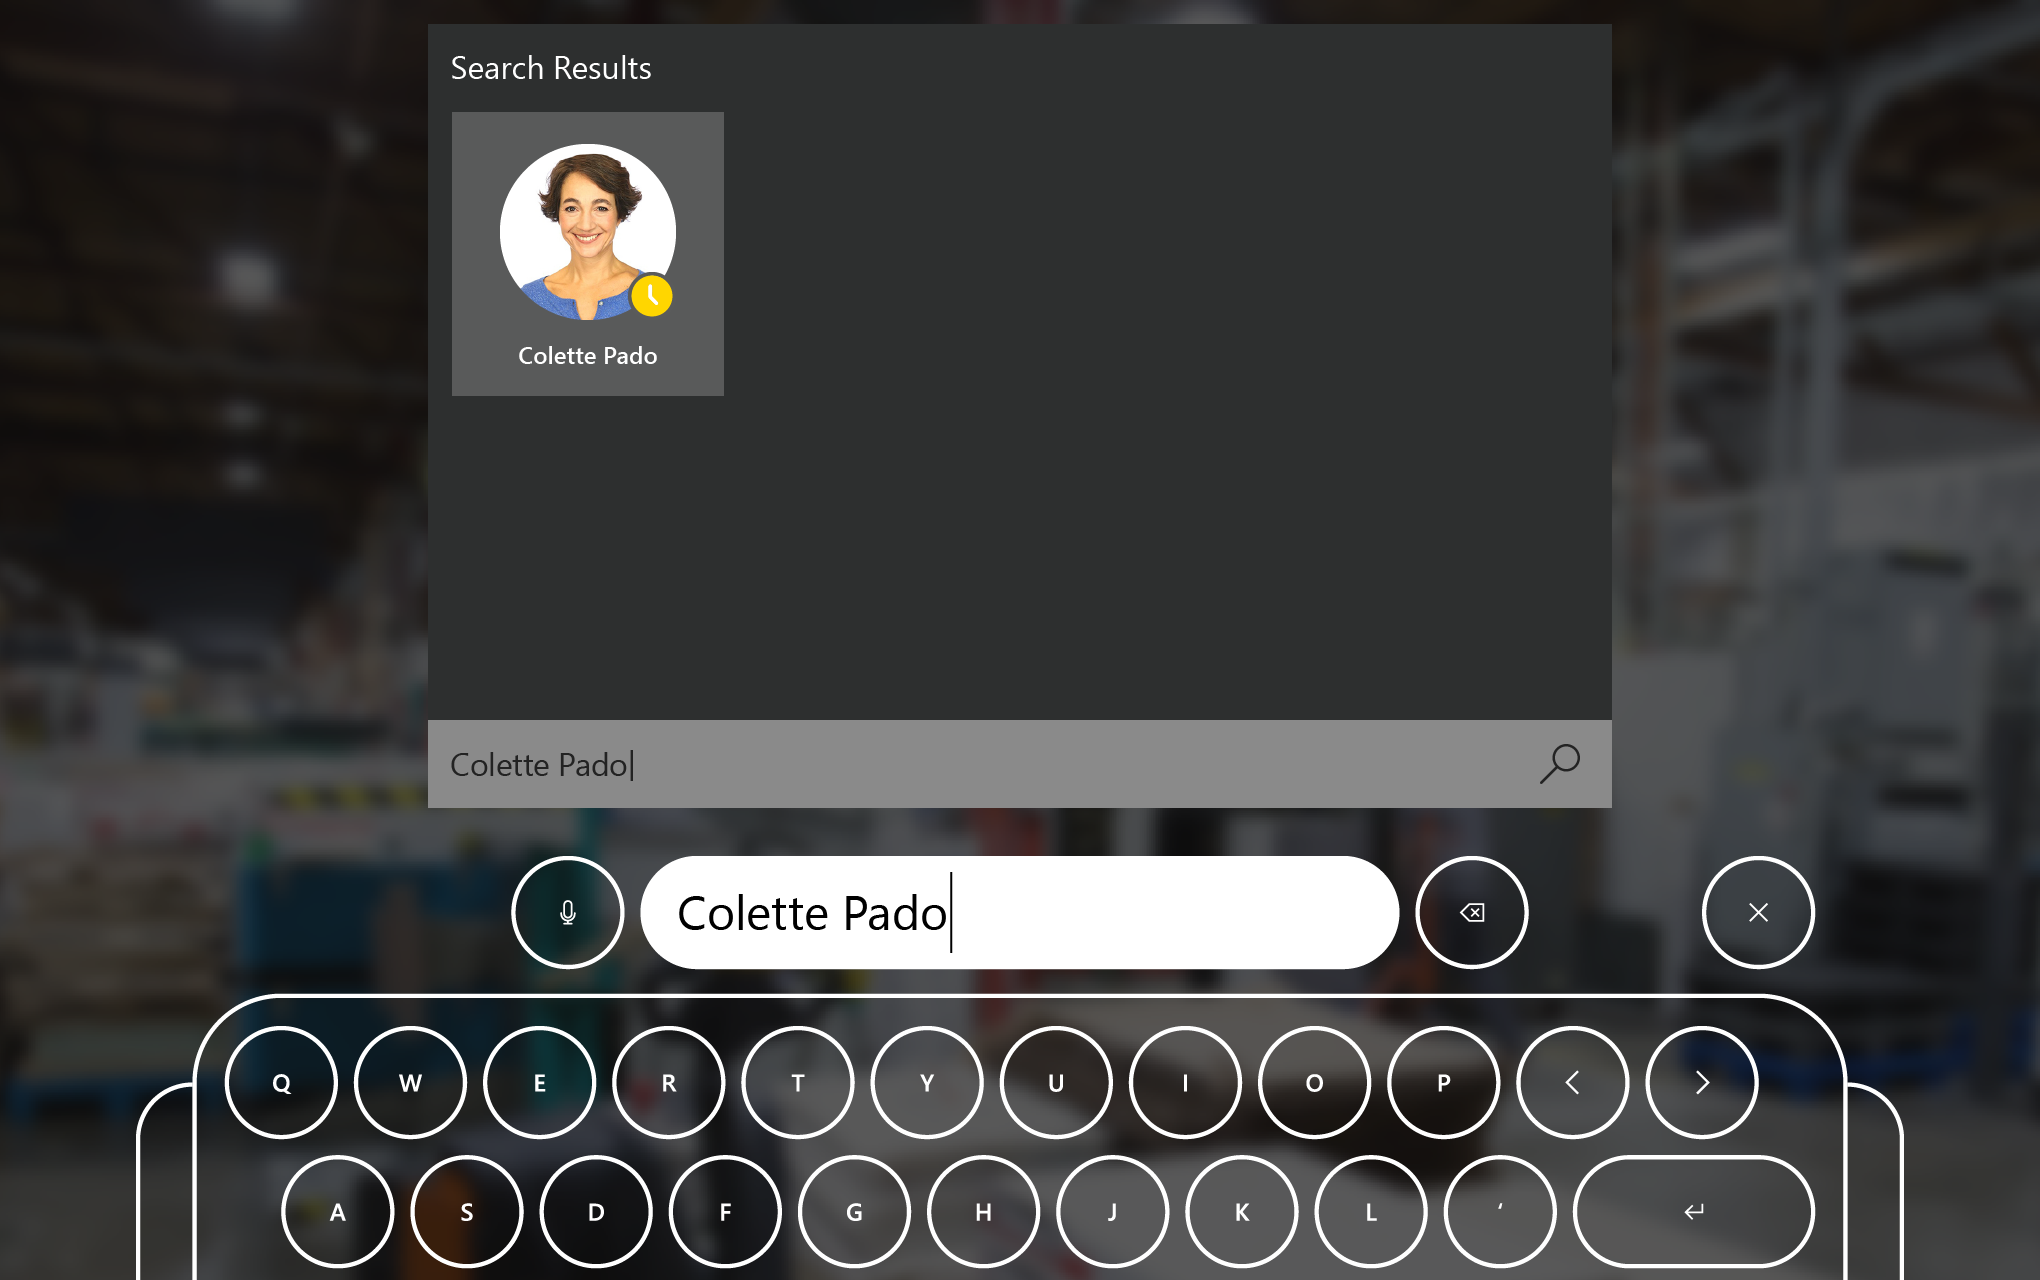 Search Results
Colette Pado
Colette Pado
Colette Pado
Q W E R T Y U I O P < >
A S D F G H J K L ‘